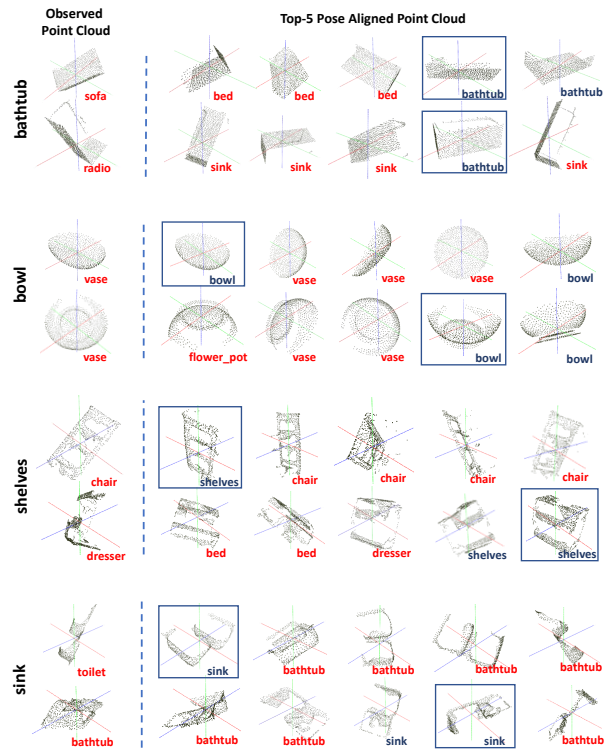 Observed
Point Cloud
Top-5 Pose Aligned Point Cloud
bathtub
sofa
bed
bed
bed
bathtub
bathtub
radio
sink
sink
sink
bathtub
sink
bowl
vase
bowl
vase
vase
vase
bowl
vase
flower_pot
vase
vase
bowl
bowl
shelves
chair
shelves
chair
chair
chair
chair
dresser
bed
bed
dresser
shelves
shelves
sink
toilet
sink
bathtub
bathtub
bathtub
bathtub
bathtub
bathtub
bathtub
sink
sink
bathtub